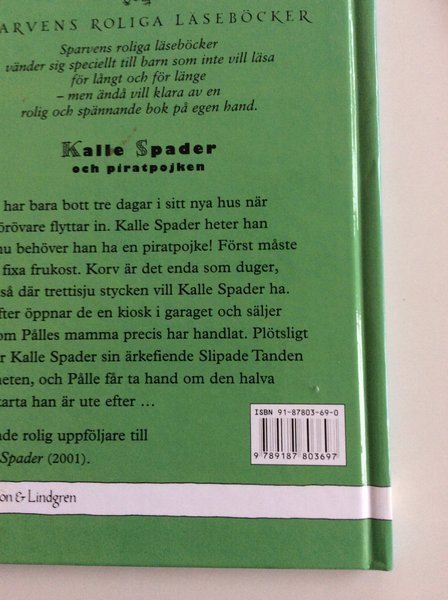 ARVENS ROLIGA LÄSEBÖCKER
Sparvens roliga läseböcker
vänder sig speciellt till barn som inte vill läsa
för långt och för länge
– men ändå vill klara av en
rolig och spännande bok på egen hand.
Kalle Spader
och piratpojken
har bara bott tre dagar i sitt nya hus när
örövare flyttar in. Kalle Spader heter han
nu behöver han ha en piratpojke! Först måste
fixa frukost. Korv är det enda som duger,
så där trettisju stycken vill Kalle Spader ha.
fter öppnar de en kiosk i garaget och säljer
om Pålles mamma precis har handlat. Plötsligt
r Kalle Spader sin ärkefiende Slipade Tanden
heten, och Pålle får ta hand om den halva
karta han är ute efter ...
nde rolig uppföljare till
Spader (2001).
ISBN 91-87803-69-0
9 789187 803697
on & Lindgren